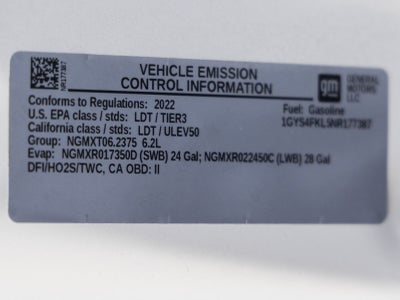 NR177387
VEHICLE EMISSION
CONTROL INFORMATION
gm
GENERAL
MOTORS
LLC
Conforms to Regulations: 2022
U.S. EPA class / stds: LDT / TIER3
California class / stds: LDT / ULEV50
Group: NGMXT06.2375 6.2L
Evap: NGMXR017350D (SWB) 24 Gal; NGMXR022450C (LWB) 28 Gal
DFI/HO2S/TWC, CA OBD: II
Fuel: Gasoline
1GYS4FKL5NR177387